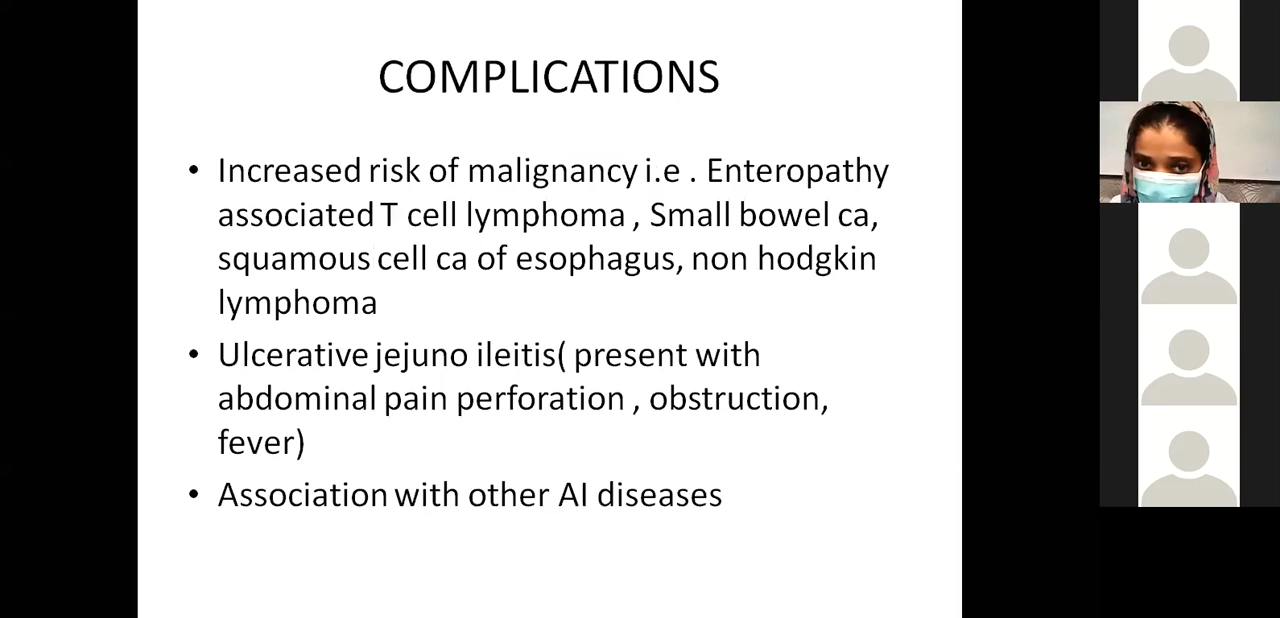 COMPLICATIONS
• Increased risk of malignancy i.e . Enteropathy
associated T cell lymphoma , Small bowel ca,
squamous cell ca of esophagus, non hodgkin
lymphoma
• Ulcerative jejuno ileitis( present with
abdominal pain perforation , obstruction,
fever)
• Association with other AI diseases